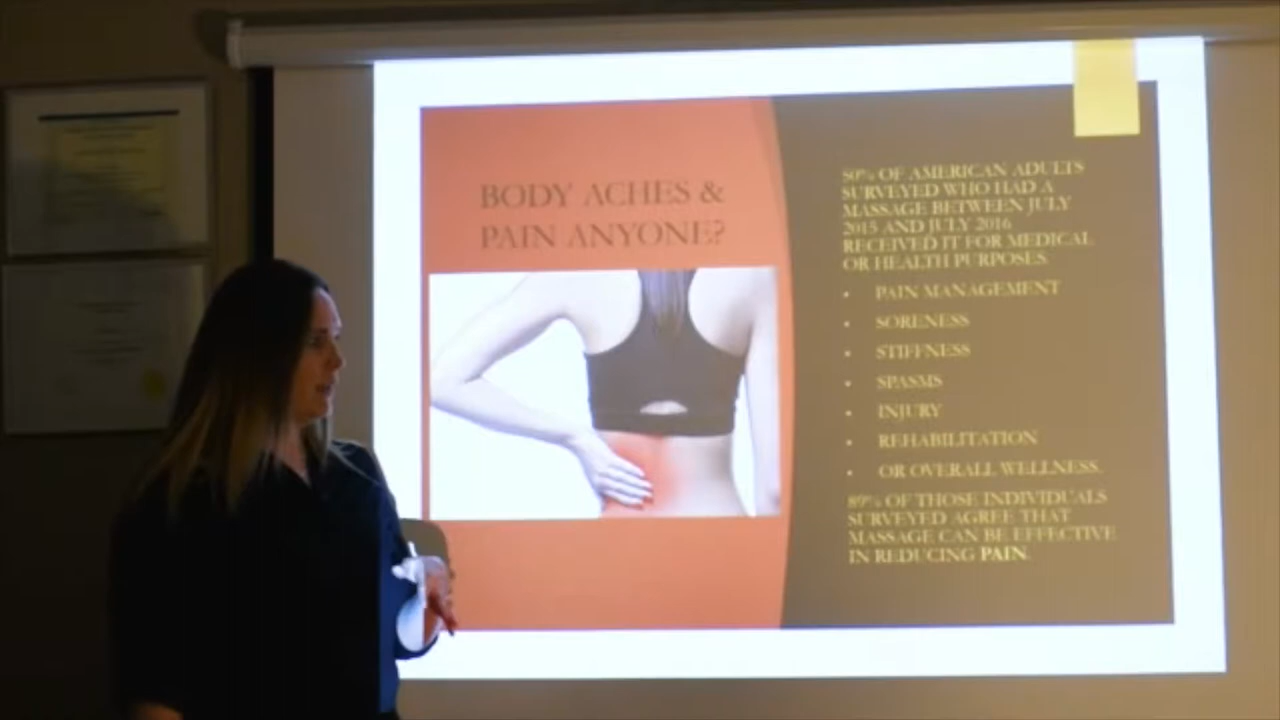 BODY ACHES &
PAIN ANYONE?
50% OF AMERICAN ADULTS
SURVEYED WHO HAD A
MASSAGE BETWEEN JULY
2015 AND JULY 2016
RECEIVED IT FOR MEDICAL
OR HEALTH PURPOSES
• PAIN MANAGEMENT
• SORENESS
• STIFFNESS
• SPASMS
• INJURY
• REHABILITATION
• OR OVERALL WELLNESS.
89% OF THOSE INDIVIDUALS
SURVEYED AGREE THAT
MASSAGE CAN BE EFFECTIVE
IN REDUCING PAIN.